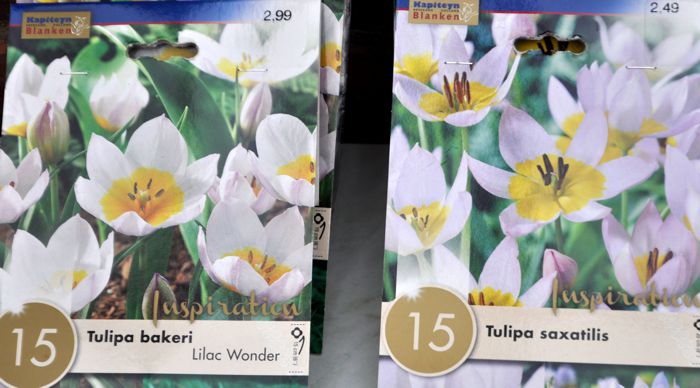 Kapiteyn
Blanken
2,99
Inspiration
15
Tulipa bakeri
Lilac Wonder
Kapiteyn
Blanken
2,49
Inspiration
15
Tulipa saxatilis